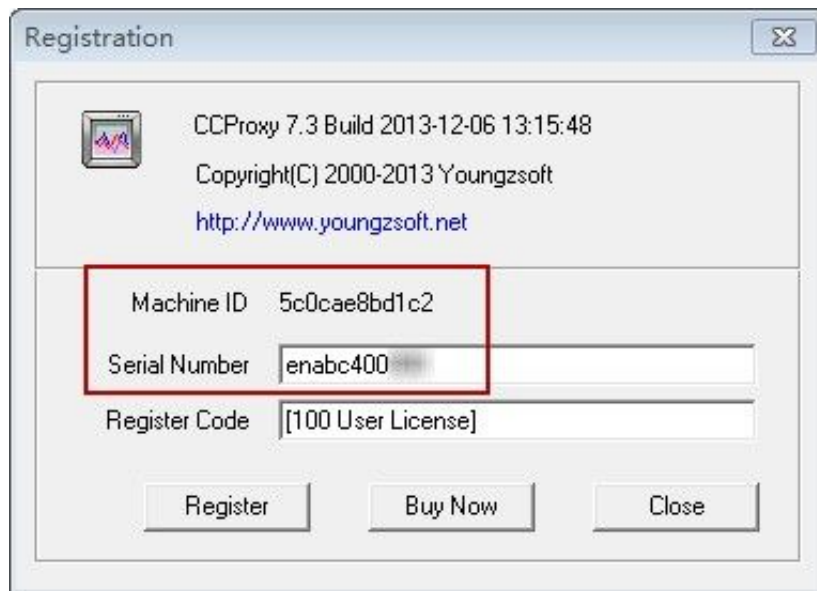 Registration
CCProxy 7.3 Build 2013-12-06 13:15:48
Copyright(C) 2000-2013 Youngzsoft
http://www.youngzsoft.net
Machine ID 5c0cae8bd1c2
Serial Number enabc400
Register Code [100 User License]
Register Buy Now Close